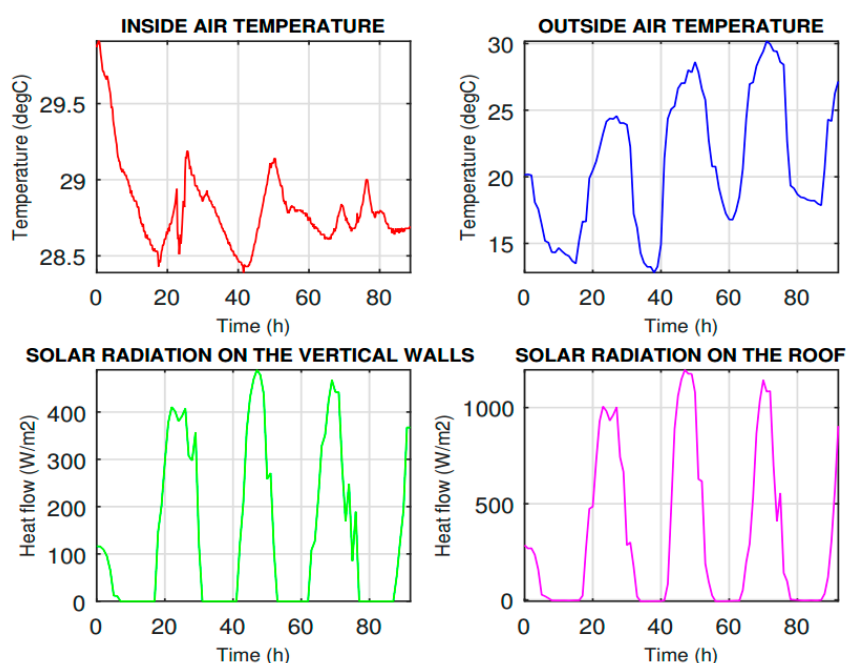 INSIDE AIR TEMPERATURE
Temperature (degC)
29.5
29
28.5
0 20 40 60 80
Time (h)
OUTSIDE AIR TEMPERATURE
Temperature (degC)
30
25
20
15
0 20 40 60 80
Time (h)
SOLAR RADIATION ON THE VERTICAL WALLS
Heat flow (W/m2)
400
300
200
100
0
0 20 40 60 80
Time (h)
SOLAR RADIATION ON THE ROOF
Heat flow (W/m2)
1000
500
0
0 20 40 60 80
Time (h)